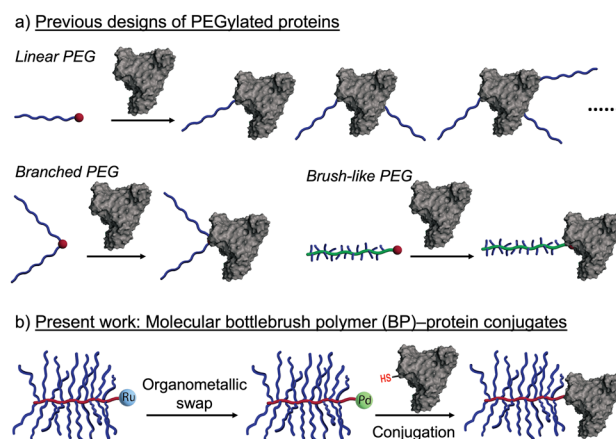 a) Previous designs of PEGylated proteins
Linear PEG
.....
Branched PEG
Brush-like PEG
b) Present work: Molecular bottlebrush polymer (BP)–protein conjugates
Ru
Organometallic
swap
Pd
HS
Conjugation